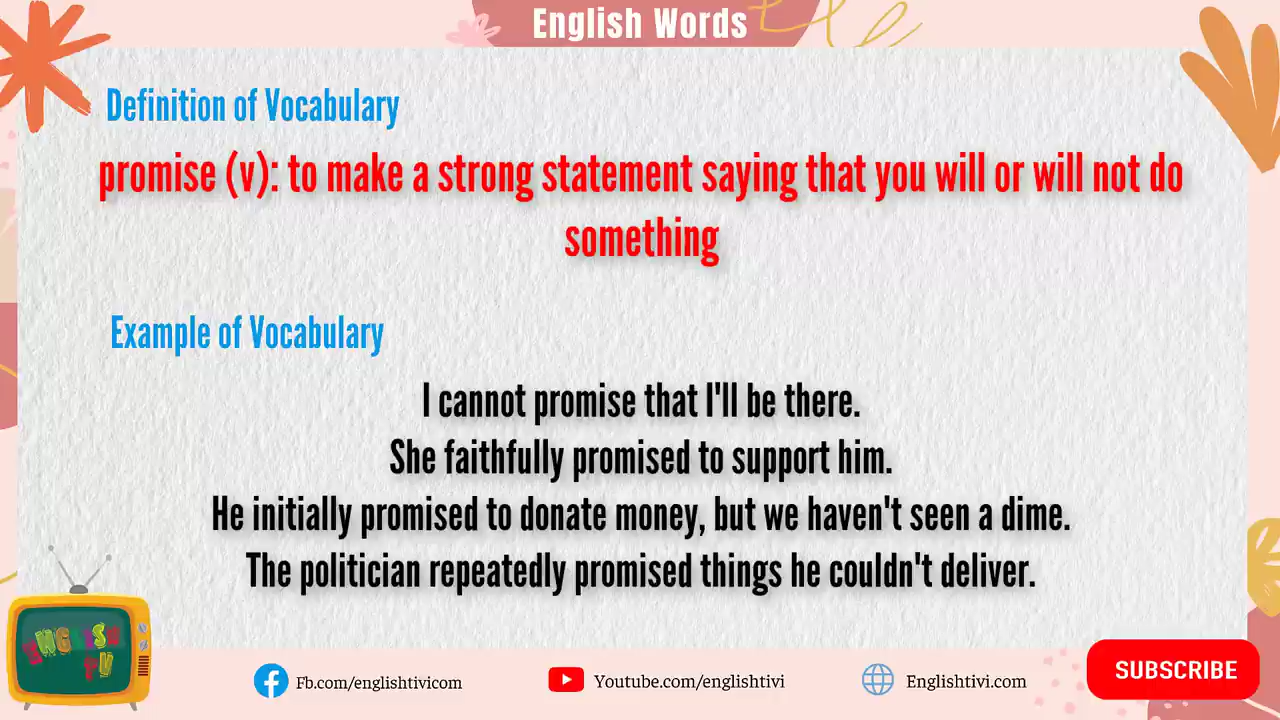 English Words
Definition of Vocabulary
promise (v): to make a strong statement saying that you will or will not do
something
Example of Vocabulary
I cannot promise that I'll be there.
She faithfully promised to support him.
He initially promised to donate money, but we haven't seen a dime.
The politician repeatedly promised things he couldn't deliver.
ENGLISH
TV
Fb.com/englishtivicom
Youtube.com/englishtivi
Englishtivi.com
SUBSCRIBE